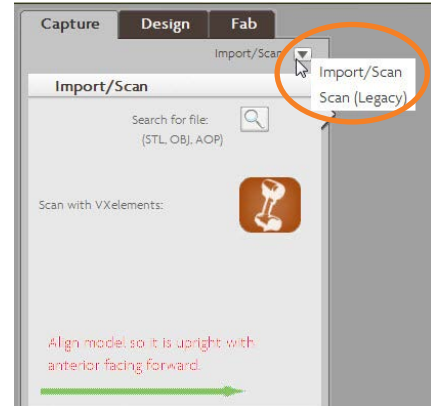 Capture Design Fab
Import/Scan
Import/Scan
Scan (Legacy)
Import/Scan
Search for file:
(STL, OBJ, AOP)
Scan with VXelements:
Align model so it is upright with
anterior facing forward.